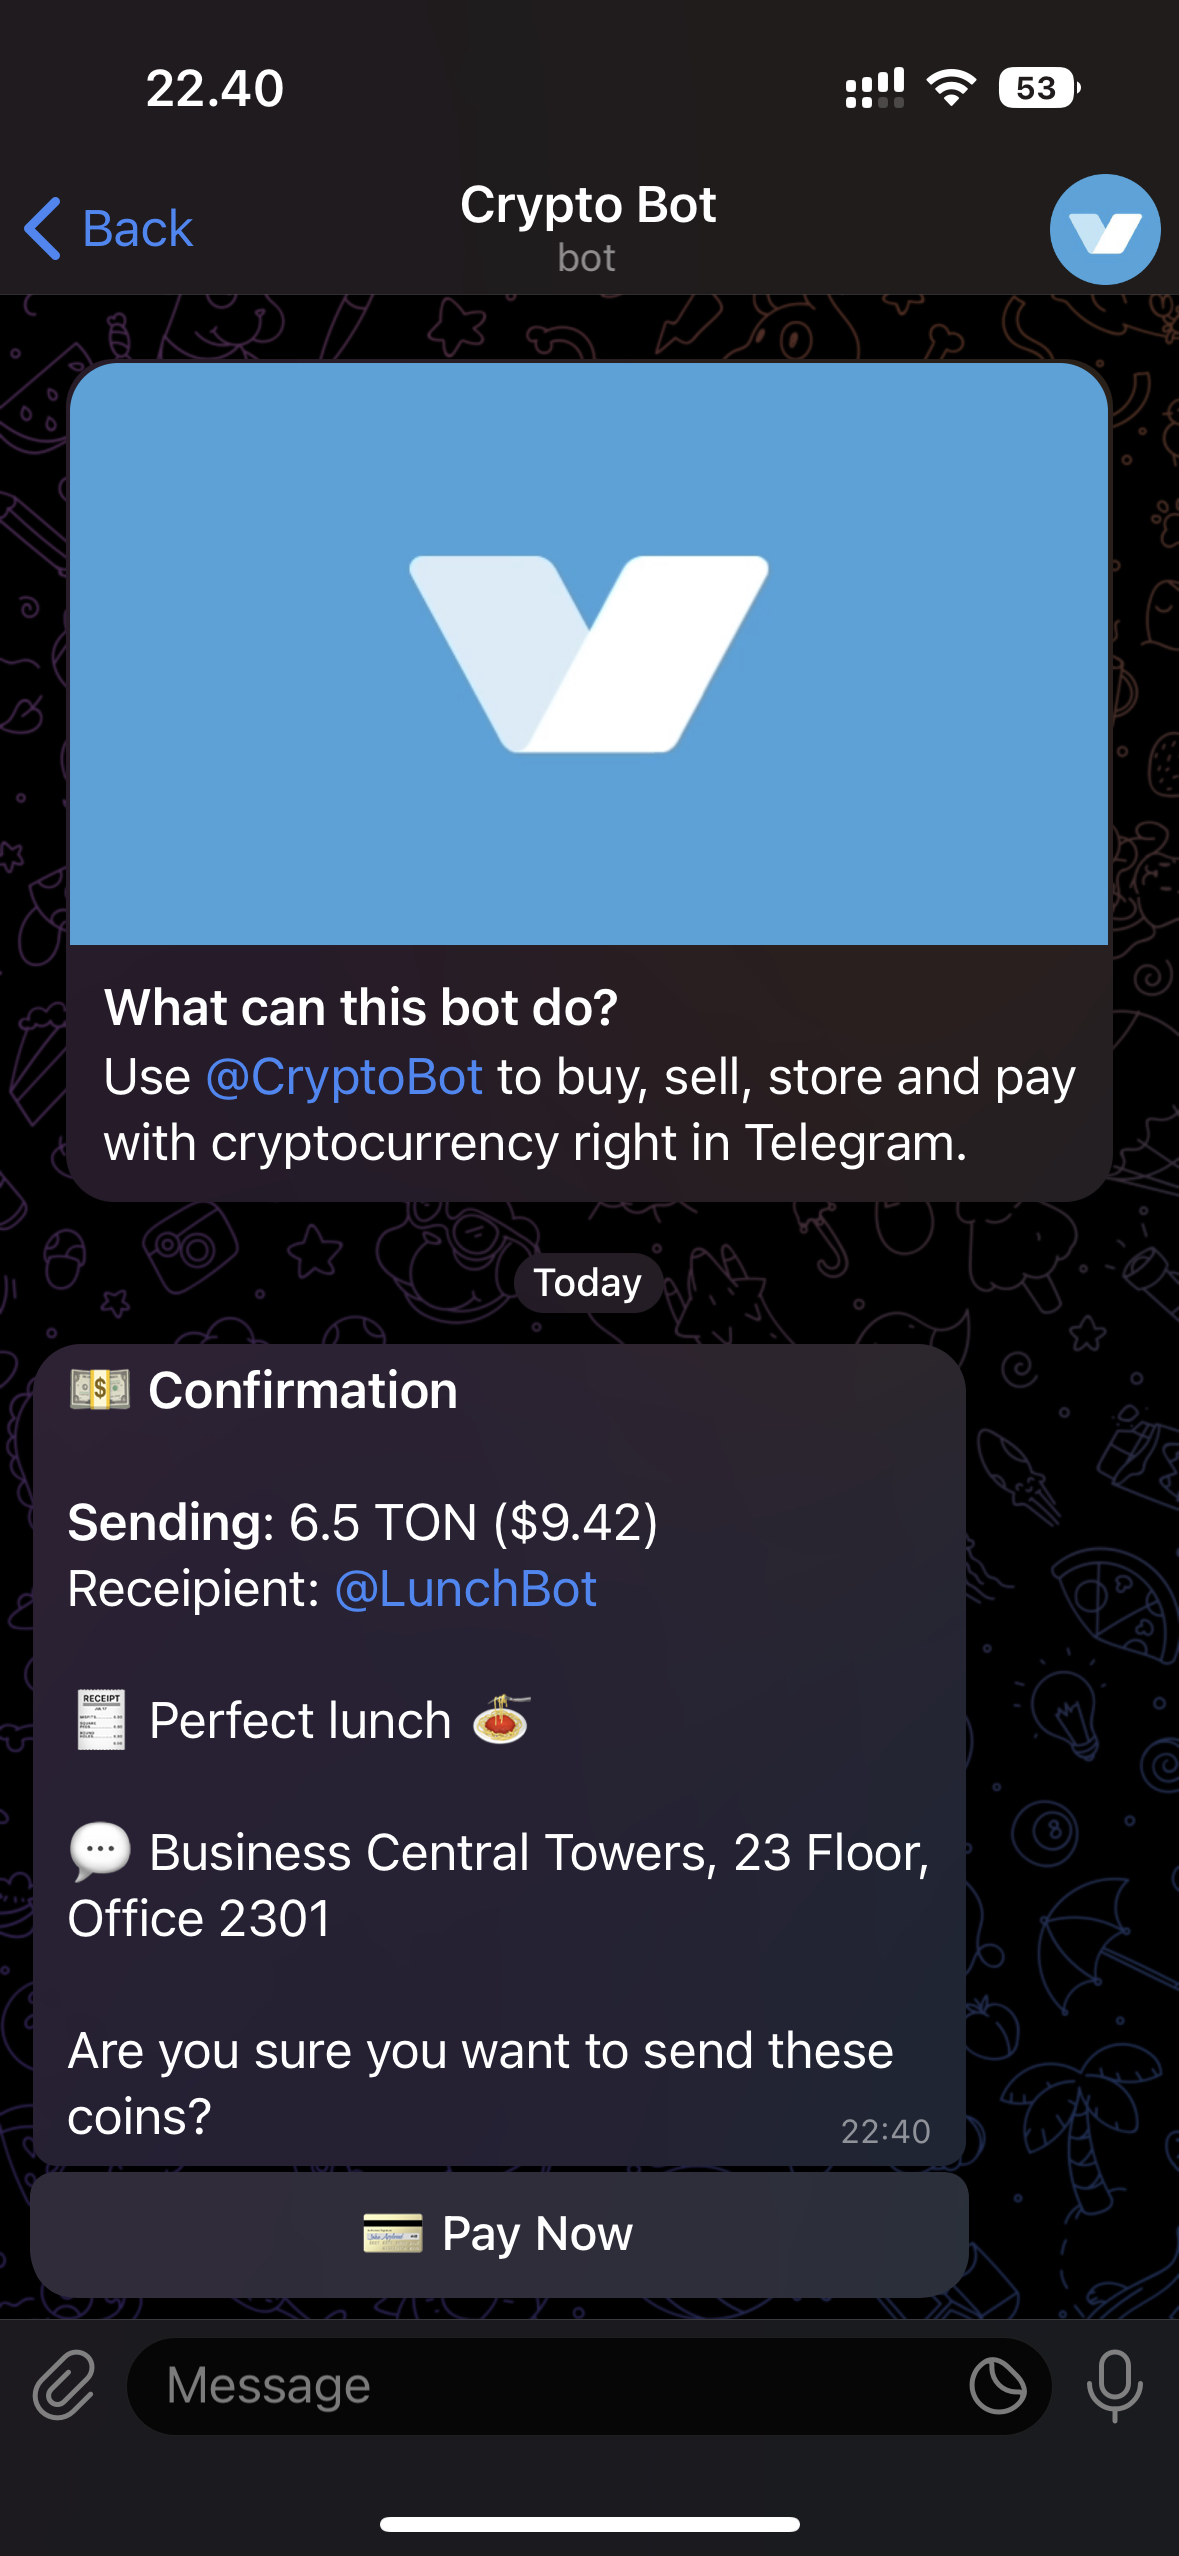 22.40
53
Back
Crypto Bot
bot
What can this bot do?
Use @CryptoBot to buy, sell, store and pay
with cryptocurrency right in Telegram.
Today
💵 Confirmation
Sending: 6.5 TON ($9.42)
Receipient: @LunchBot
🧾 Perfect lunch 🍝
💬 Business Central Towers, 23 Floor,
Office 2301
Are you sure you want to send these
coins?
22:40
💳 Pay Now
Message